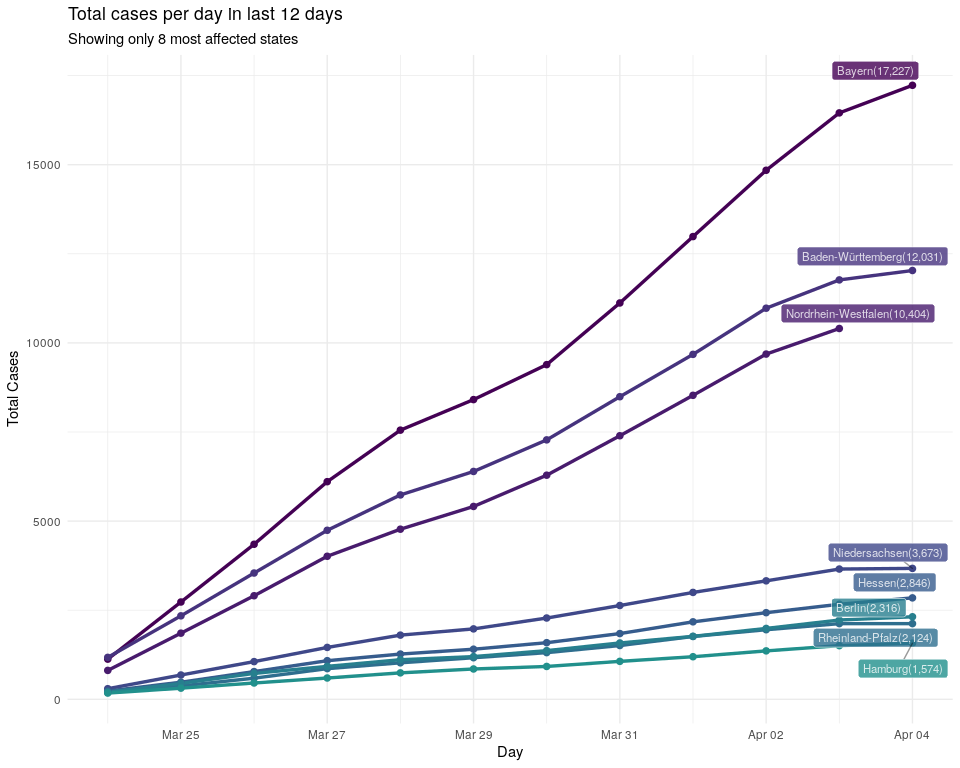 Total cases per day in last 12 days
Showing only 8 most affected states
Total Cases
15000
10000
5000
0
Bayern(17,227)
Baden-Württemberg(12,031)
Nordrhein-Westfalen(10,404)
Niedersachsen(3,673)
Hessen(2,846)
Berlin(2,316)
Rheinland-Pfalz(2,124)
Hamburg(1,574)
Mar 25
Mar 27
Mar 29
Mar 31
Apr 02
Apr 04
Day